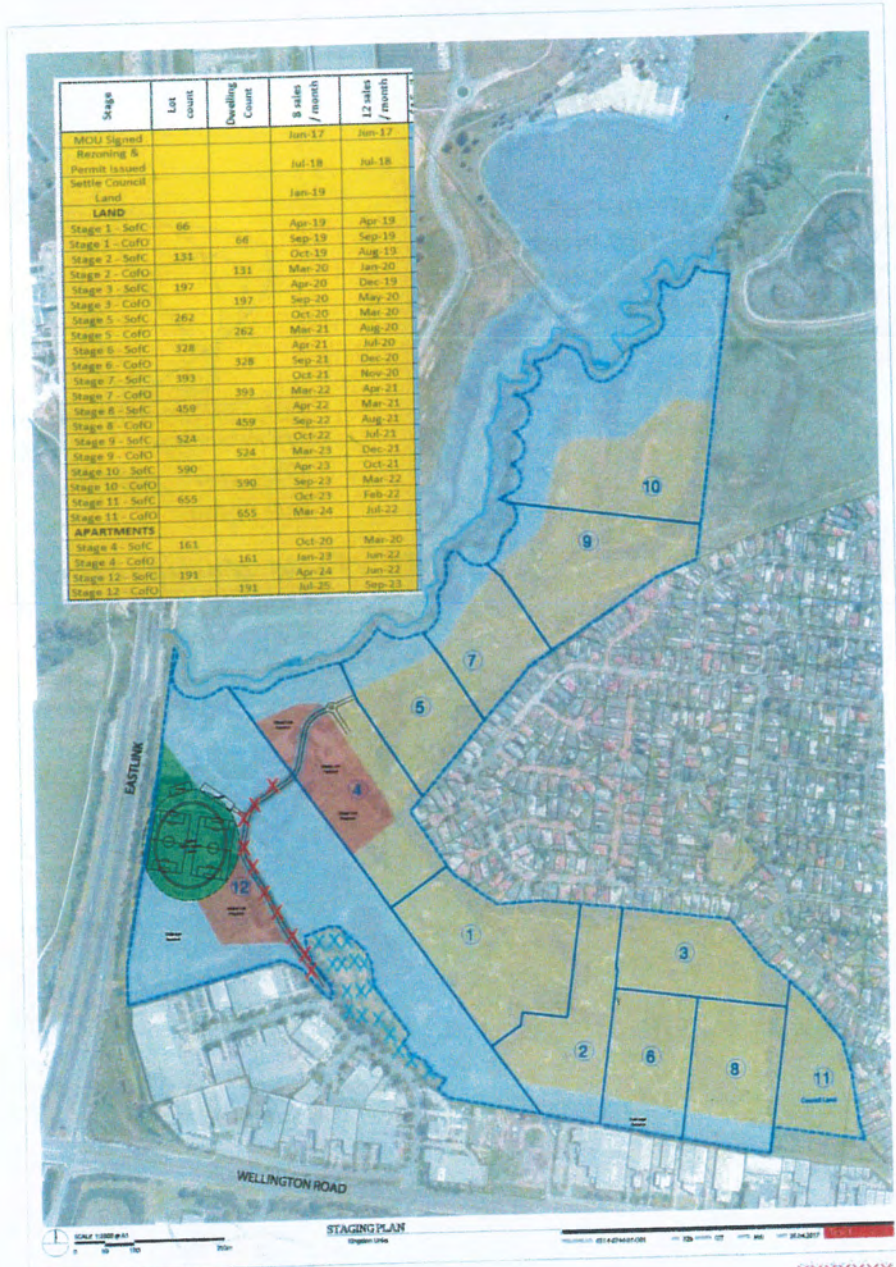 Stage Lot count Dwelling Count 8 sales / month 12 sales / month
MOU Signed Jun-17 Jun-17
Rezoning & Permit Issued Jul-18 Jul-18
Settle Council Land Jan-19
LAND
Stage 1 - SofC 66 Apr-19 Apr-19
Stage 1 - CofO 66 Sep-19 Sep-19
Stage 2 - SofC 131 Oct-19 Aug-19
Stage 2 - CofO 131 Mar-20 Jan-20
Stage 3 - SofC 197 Apr-20 Dec-19
Stage 3 - CofO 197 Sep-20 May-20
Stage 5 - SofC 262 Oct-20 Mar-20
Stage 5 - CofO 262 Mar-21 Aug-20
Stage 6 - SofC 328 Apr-21 Jul-20
Stage 6 - CofO 328 Sep-21 Dec-20
Stage 7 - SofC 393 Oct-21 Nov-20
Stage 7 - CofO 393 Mar-22 Apr-21
Stage 8 - SofC 459 Apr-22 Mar-21
Stage 8 - CofO 459 Sep-22 Aug-21
Stage 9 - SofC 524 Oct-22 Jul-21
Stage 9 - CofO 524 Mar-23 Dec-21
Stage 10 - SofC 590 Apr-23 Oct-21
Stage 10 - CofO 590 Sep-23 Mar-22
Stage 11 - SofC 655 Oct-23 Feb-22
Stage 11 - CofO 655 Mar-24 Jul-22
APARTMENTS
Stage 4 - SofC 161 Oct-20 Mar-20
Stage 4 - CofO 161 Jan-23 Jun-22
Stage 12 - SofC 191 Apr-24 Jun-22
Stage 12 - CofO 191 Jul-25 Sep-23
10
9
7
5
EASTLINK
4
12
1
3
2
6
8
11
Council Land
WELLINGTON ROAD
STAGING PLAN
Kingston Links
SCALE